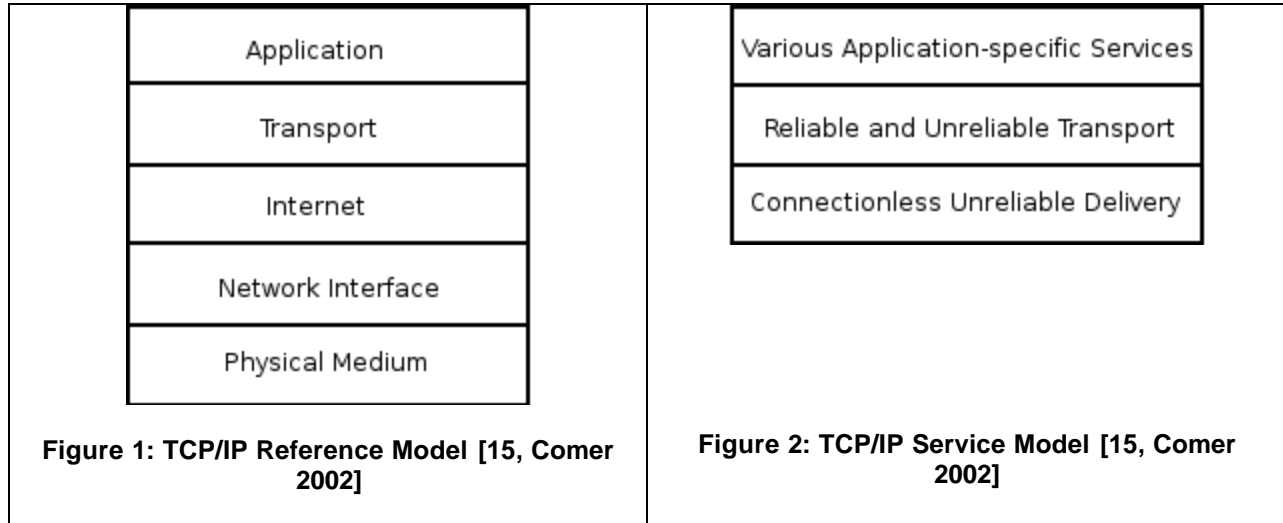 Application
Transport
Internet
Network Interface
Physical Medium
Figure 1: TCP/IP Reference Model [15, Comer
2002]
Various Application-specific Services
Reliable and Unreliable Transport
Connectionless Unreliable Delivery
Figure 2: TCP/IP Service Model [15, Comer
2002]